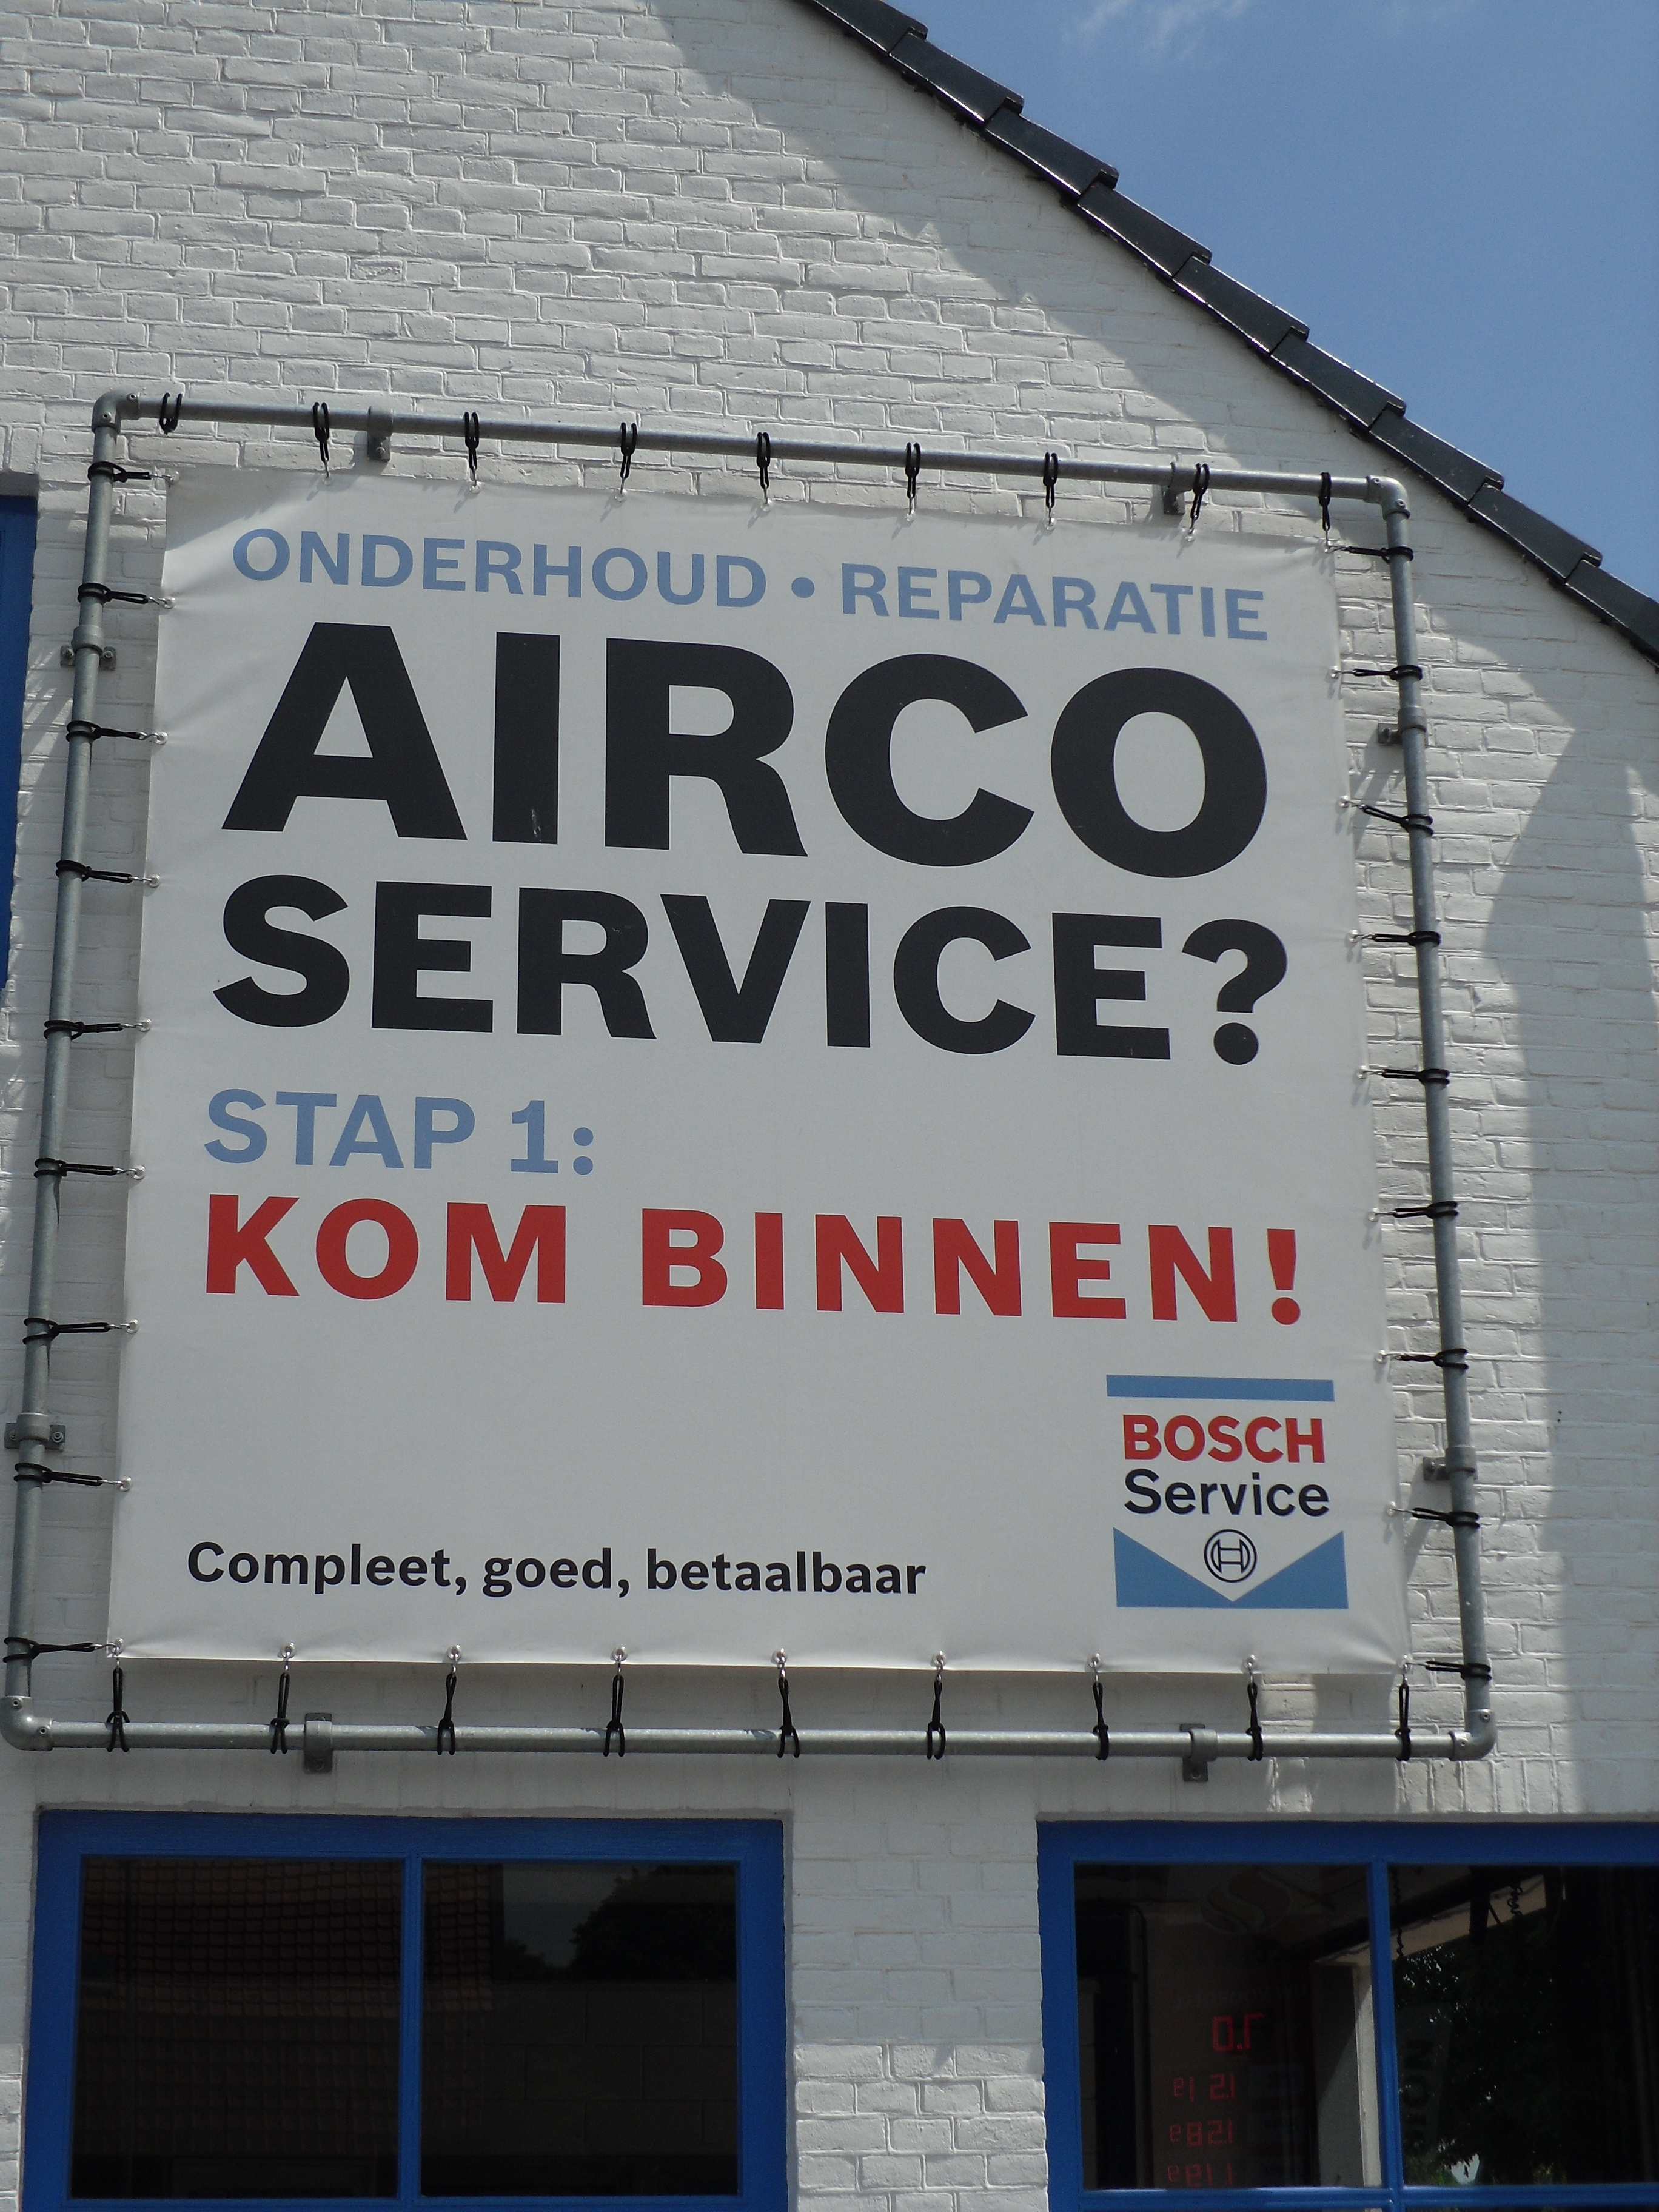 ONDERHOUD • REPARATIE
AIRCO
SERVICE?
STAP 1:
KOM BINNEN!
BOSCH
Service
Compleet, goed, betaalbaar